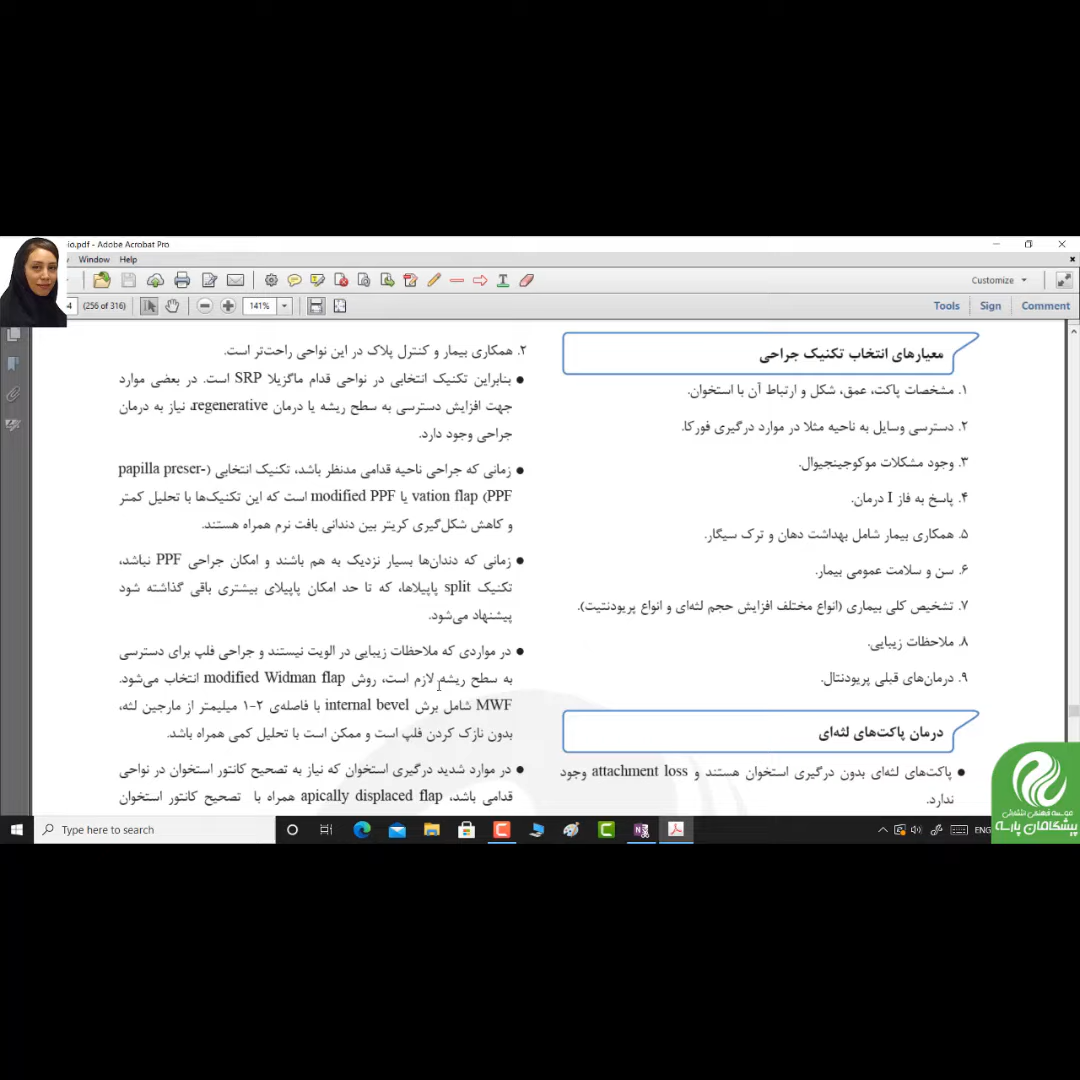 io.pdf - Adobe Acrobat Pro
Window Help
Customize
4 (256 of 316) 141% Tools Sign Comment
معیارهای انتخاب تکنیک جراحی
۱. مشخصات پاکت، عمق، شکل و ارتباط آن با استخوان.
۲. دسترسی وسایل به ناحیه مثلا در موارد درگیری فورکا.
۳. وجود مشکلات موکوجینجیوال.
۴. پاسخ به فاز I درمان.
۵. همکاری بیمار شامل بهداشت دهان و ترک سیگار.
۶. سن و سلامت عمومی بیمار.
۷. تشخیص کلی بیماری (انواع مختلف افزایش حجم لثه‌ای و انواع پریودنتیت).
۸. ملاحظات زیبایی.
۹. درمان‌های قبلی پریودنتال.
درمان پاکت‌های لثه‌ای
● پاکت‌های لثه‌ای بدون درگیری استخوان هستند و attachment loss وجود
ندارد.
۲. همکاری بیمار و کنترل پلاک در این نواحی راحت‌تر است.
● بنابراین تکنیک انتخابی در نواحی قدام ماگزیلا SRP است. در بعضی موارد
جهت افزایش دسترسی به سطح ریشه یا درمان regenerative، نیاز به درمان
جراحی وجود دارد.
● زمانی که جراحی ناحیه قدامی مدنظر باشد، تکنیک انتخابی (papilla preser-
vation flap (PPF یا modified PPF است که این تکنیک‌ها با تحلیل کمتر
و کاهش شکل‌گیری کریتر بین دندانی بافت نرم همراه هستند.
● زمانی که دندان‌ها بسیار نزدیک به هم باشند و امکان جراحی PPF نباشد،
تکنیک split پاپیلاها، که تا حد امکان پاپیلای بیشتری باقی گذاشته شود
پیشنهاد می‌شود.
● در مواردی که ملاحظات زیبایی در الویت نیستند و جراحی فلپ برای دسترسی
به سطح ریشه لازم است، روش modified Widman flap انتخاب می‌شود.
MWF شامل برش internal bevel با فاصله‌ی ۲-۱ میلیمتر از مارجین لثه،
بدون نازک کردن فلپ است و ممکن است با تحلیل کمی همراه باشد.
● در موارد شدید درگیری استخوان که نیاز به تصحیح کانتور استخوان در نواحی
قدامی باشد، apically displaced flap همراه با تصحیح کانتور استخوان
موسسه فرهنگی انتشاراتی
پیشگامان پارسه
Type here to search
ENG